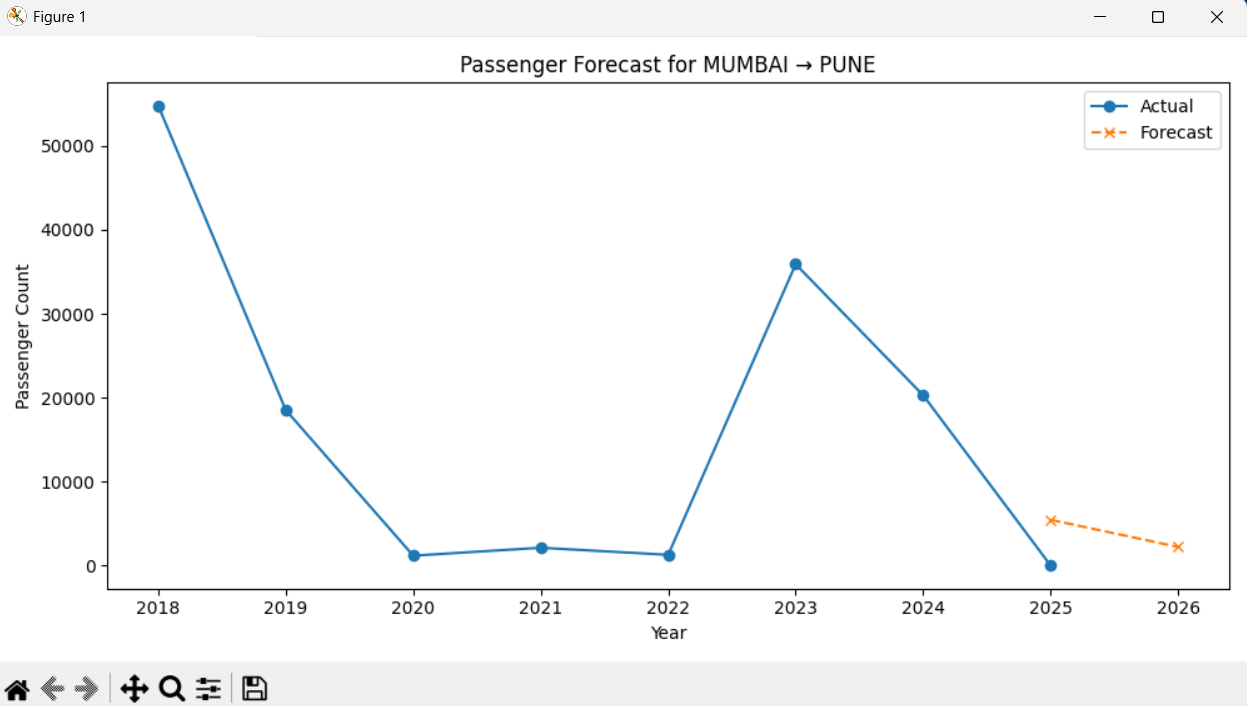 Figure 1
Passenger Forecast for MUMBAI → PUNE
Actual
Forecast
Passenger Count
50000
40000
30000
20000
10000
0
2018 2019 2020 2021 2022 2023 2024 2025 2026
Year